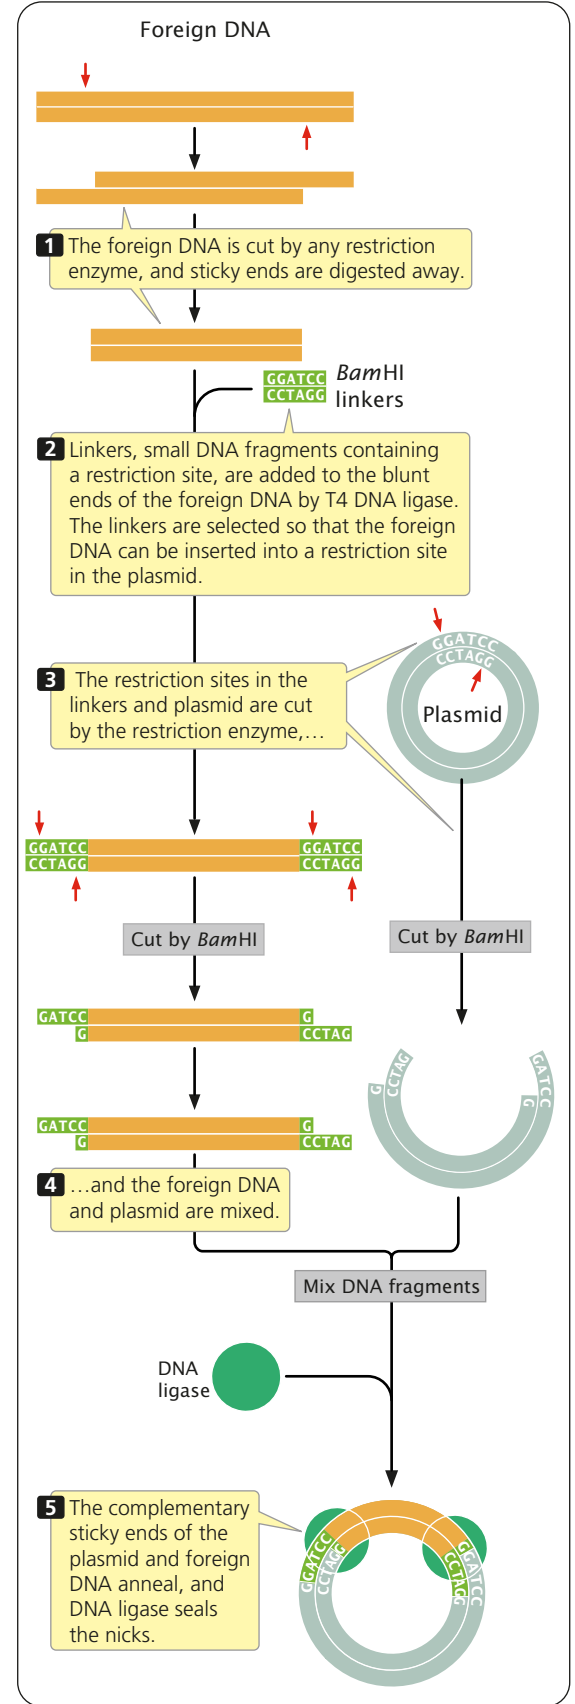 Foreign DNA
1 The foreign DNA is cut by any restriction
enzyme, and sticky ends are digested away.
GGATCC
CCTAGG
BamHI
linkers
2 Linkers, small DNA fragments containing
a restriction site, are added to the blunt
ends of the foreign DNA by T4 DNA ligase.
The linkers are selected so that the foreign
DNA can be inserted into a restriction site
in the plasmid.
GGATCC
CCTAGG
Plasmid
3 The restriction sites in the
linkers and plasmid are cut
by the restriction enzyme,…
GGATCC GGATCC
CCTAGG CCTAGG
Cut by BamHI
Cut by BamHI
GATCC G
G CCTAG
G
CCTAG
GATCC
G
GATCC G
G CCTAG
4 …and the foreign DNA
and plasmid are mixed.
Mix DNA fragments
DNA
ligase
5 The complementary
sticky ends of the
plasmid and foreign
DNA anneal, and
DNA ligase seals
the nicks.
GGATCC
CCTAGG
GGATCC
CCTAGG